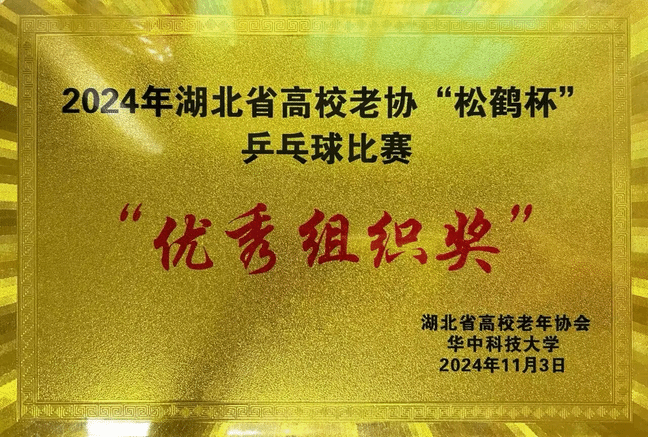 2024年湖北省高校老协“松鹤杯”
乒乓球比赛
“优秀组织奖”
湖北省高校老年协会
华中科技大学
2024年11月3日